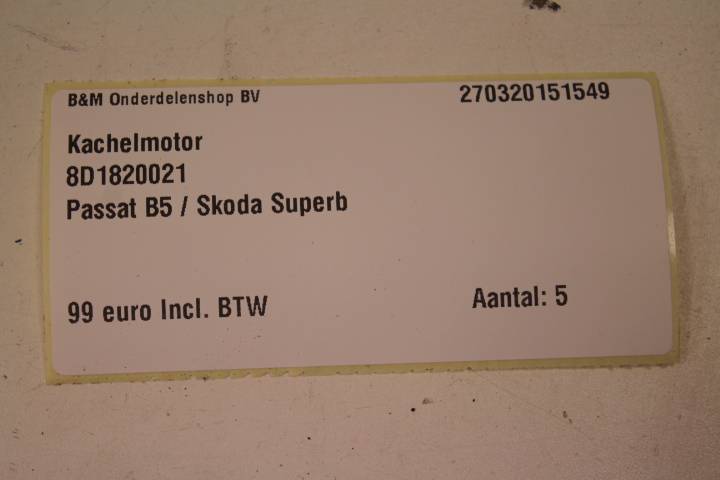 B&M Onderdelenshop BV 270320151549
Kachelmotor
8D1820021
Passat B5 / Skoda Superb
99 euro Incl. BTW Aantal: 5